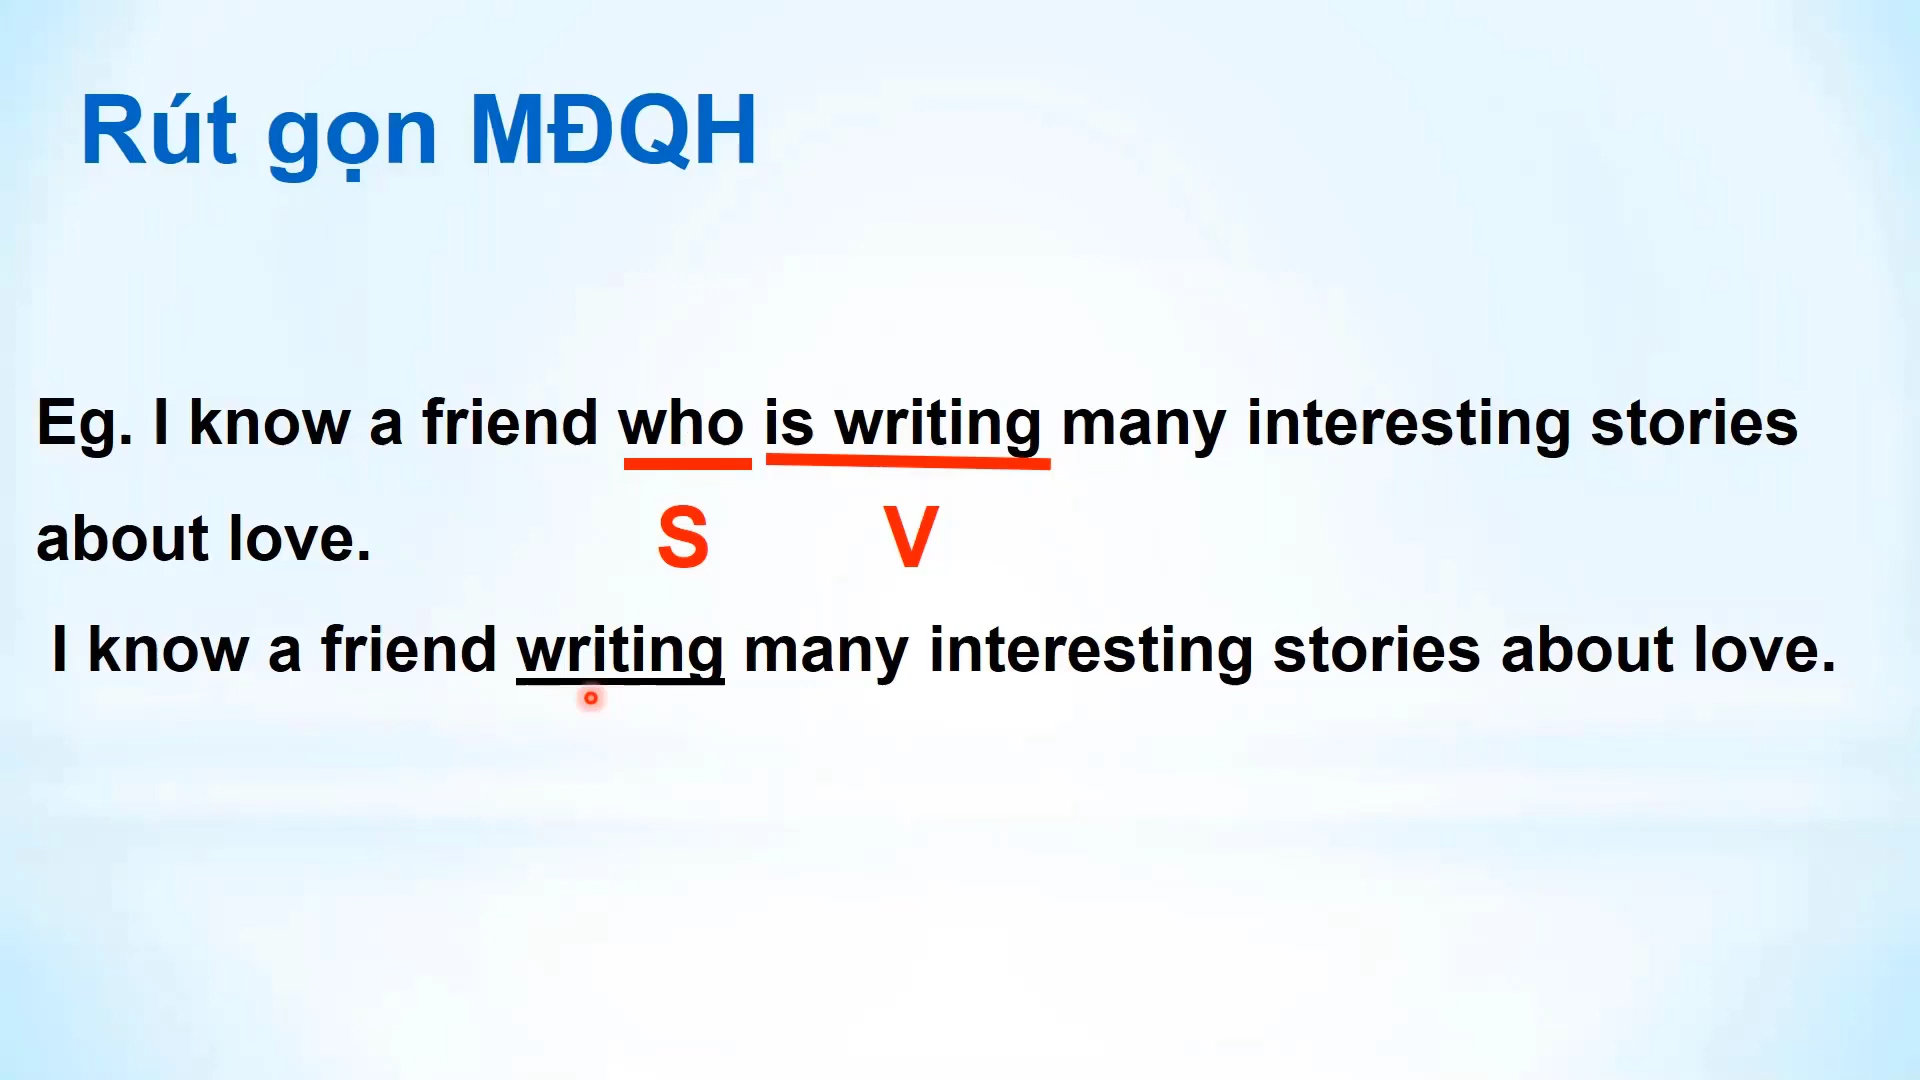 Rút gọn MĐQH
Eg. I know a friend who is writing many interesting stories
about love.
S V
I know a friend writing many interesting stories about love.